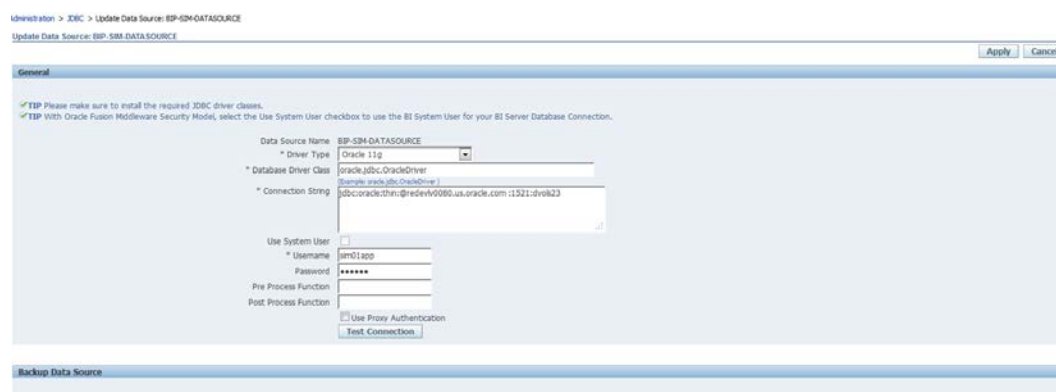 Administration > JDBC > Update Data Source: BIP-SIM-DATASOURCE
Update Data Source: BIP-SIM-DATASOURCE
Apply Cancel
General
TIP Please make sure to install the required JDBC driver classes.
TIP With Oracle Fusion Middleware Security Model, select the Use System User checkbox to use the BI System User for your BI Server Database Connection.
Data Source Name BIP-SIM-DATASOURCE
* Driver Type Oracle 11g
* Database Driver Class oracle.jdbc.OracleDriver
(Example: oracle.jdbc.OracleDriver )
* Connection String jdbc:oracle:thin:@redevlv0080.us.oracle.com :1521:dvols23
Use System User
* Username sim01app
Password ••••••
Pre Process Function
Post Process Function
Use Proxy Authentication
Test Connection
Backup Data Source